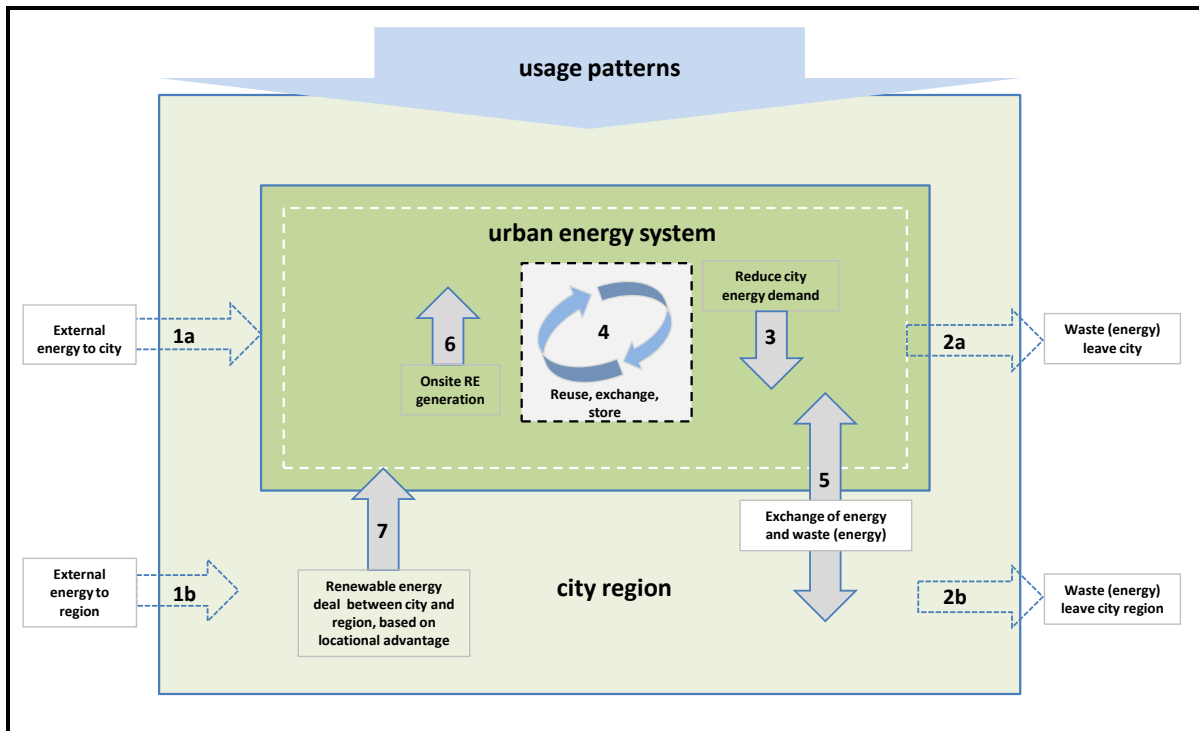 usage patterns
urban energy system
Reduce city
energy demand
External
energy to city
1a
6
4
3
2a
Waste (energy)
leave city
Onsite RE
generation
Reuse, exchange,
store
5
7
Exchange of energy
and waste (energy)
External
energy to
region
1b
Renewable energy
deal between city and
region, based on
locational advantage
city region
2b
Waste (energy)
leave city region